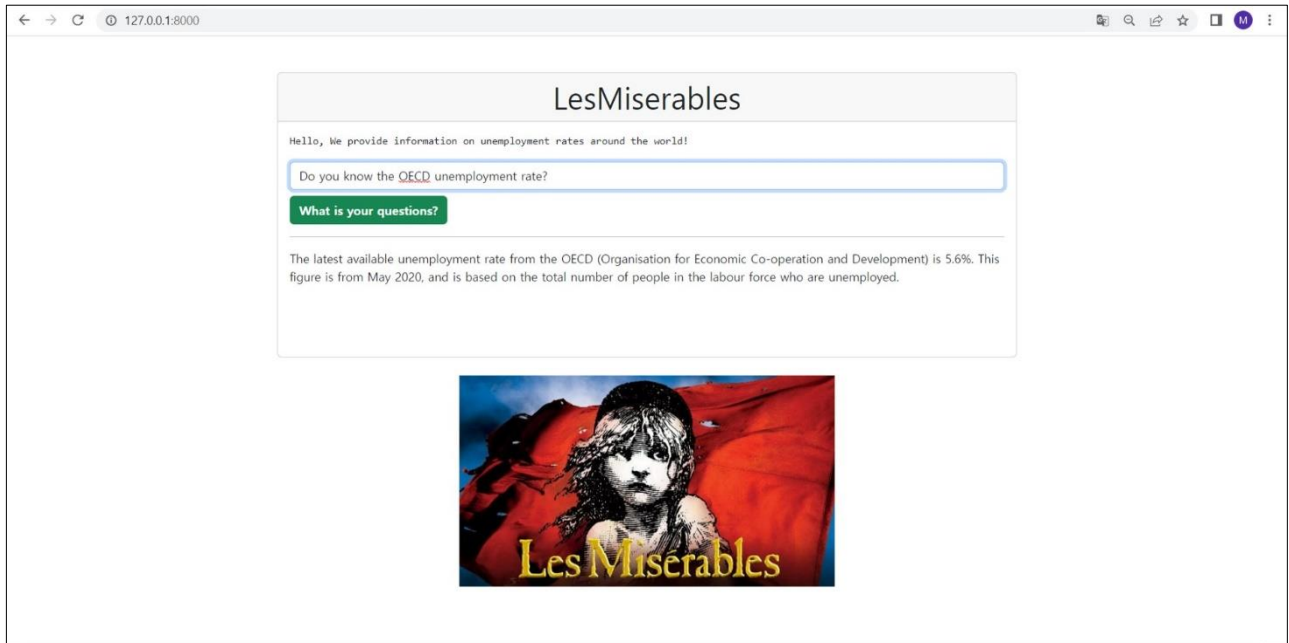 127.0.0.1:8000
M
LesMiserables
Hello, We provide information on unemployment rates around the world!
Do you know the OECD unemployment rate?
What is your questions?
The latest available unemployment rate from the OECD (Organisation for Economic Co-operation and Development) is 5.6%. This
figure is from May 2020, and is based on the total number of people in the labour force who are unemployed.
Les Misérables